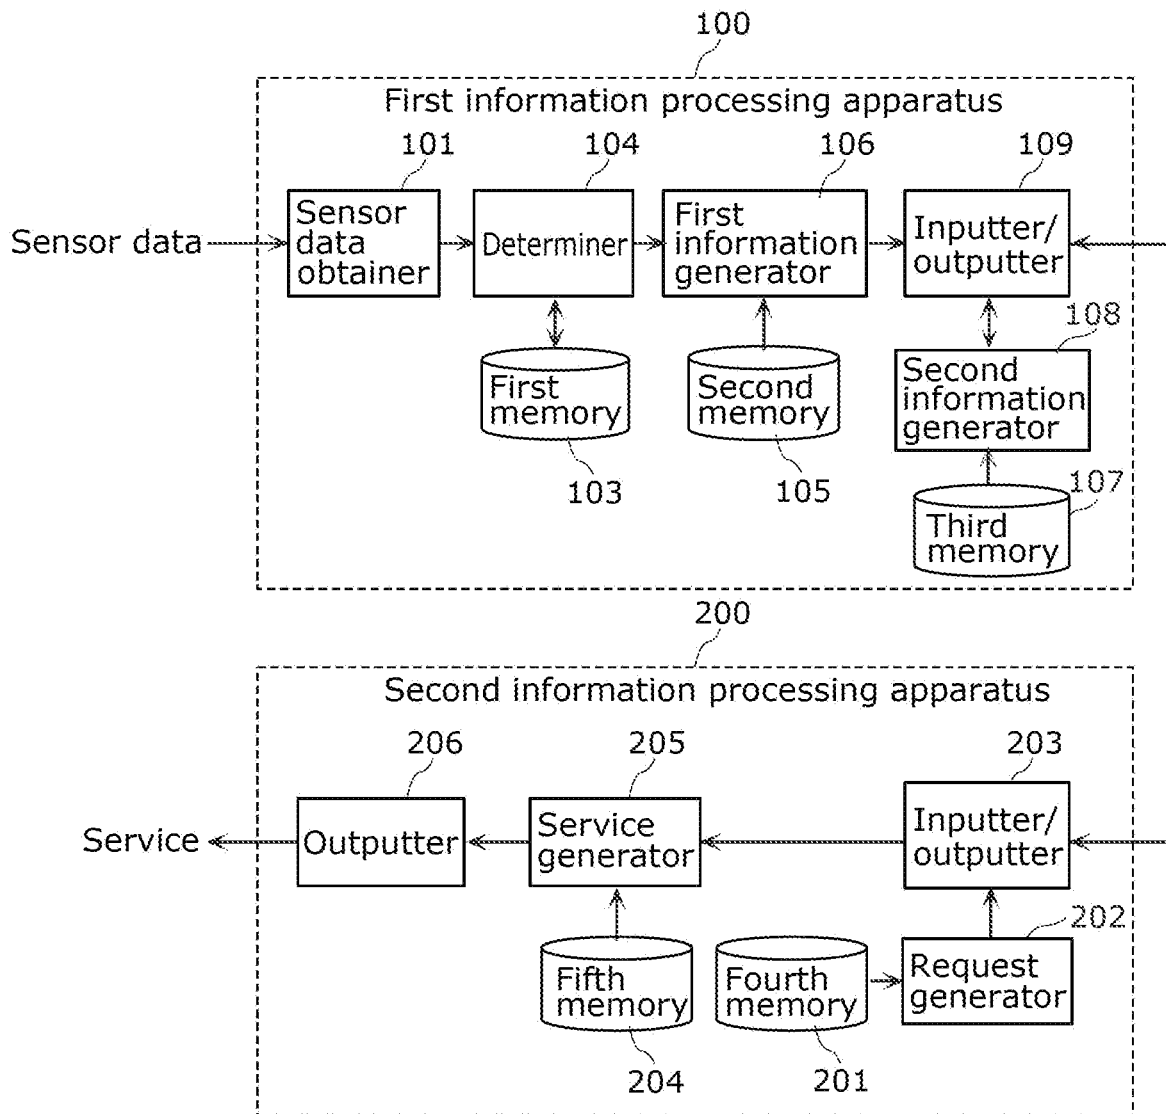 100
First information processing apparatus
101
104
106
109
Sensor data
Sensor
data
obtainer
Determiner
First
information
generator
Inputter/
outputter
108
First
memory
Second
memory
Second
information
generator
103
105
107
Third
memory
200
Second information processing apparatus
206
205
203
Service
Outputter
Service
generator
Inputter/
outputter
202
Fifth
memory
Fourth
memory
Request
generator
204
201